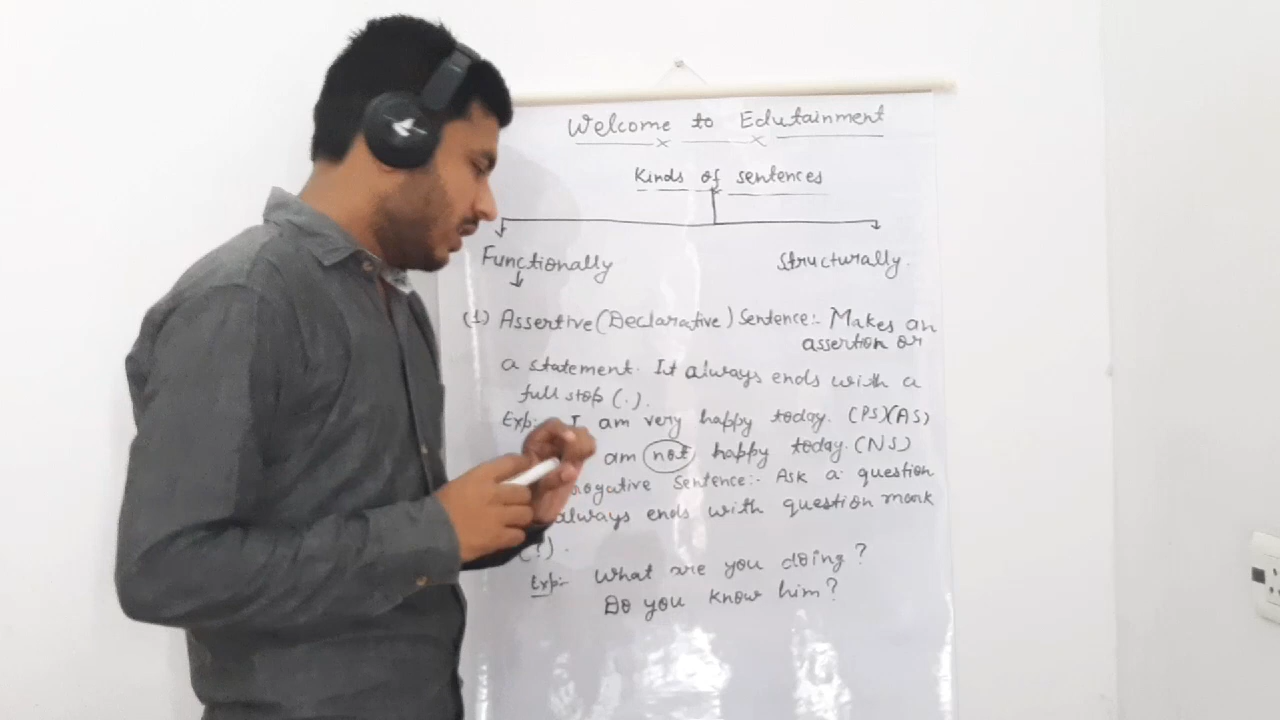 Welcome to Edutainment
Kinds of sentences
Functionally
Structurally.
(1) Assertive (Declarative) Sentence:- Makes an
assertion or
a statement. It always ends with a
full stop (.).
Exp:- I am very happy today. (PS)(AS)
am not happy today. (NS)
rogative Sentence:- Ask a question
always ends with question mark
(?).
Exp:- What are you doing?
Do you know him?